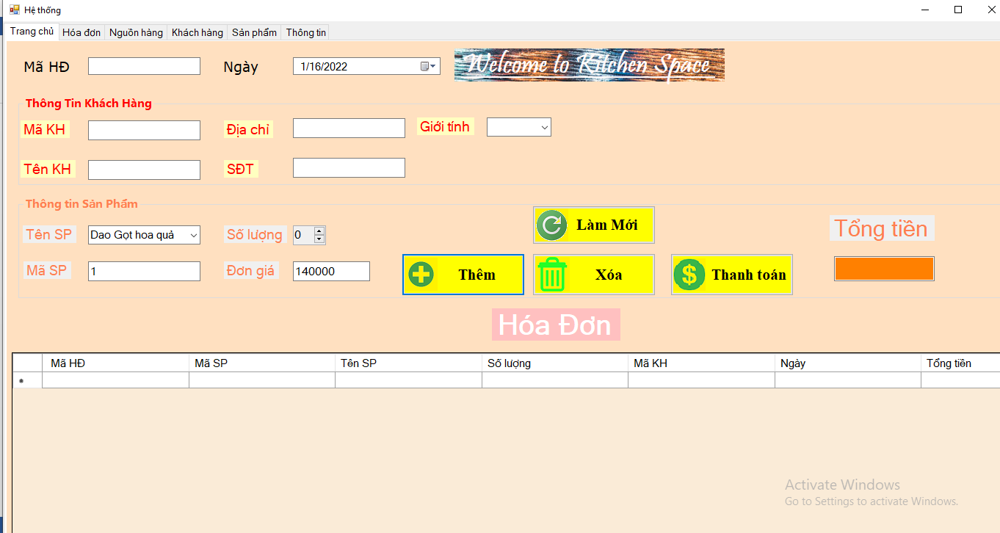 Hệ thống
Trang chủ Hóa đơn Nguồn hàng Khách hàng Sản phẩm Thông tin
Mã HĐ Ngày 1/16/2022 Welcome to Kitchen Space
Thông Tin Khách Hàng
Mã KH Địa chỉ Giới tính
Tên KH SĐT
Thông tin Sản Phẩm
Làm Mới
Tên SP Dao Gọt hoa quả Số lượng 0 Tổng tiền
Mã SP 1 Đơn giá 140000 Thêm Xóa Thanh toán
Hóa Đơn
Mã HĐ Mã SP Tên SP Số lượng Mã KH Ngày Tổng tiền
Activate Windows
Go to Settings to activate Windows.